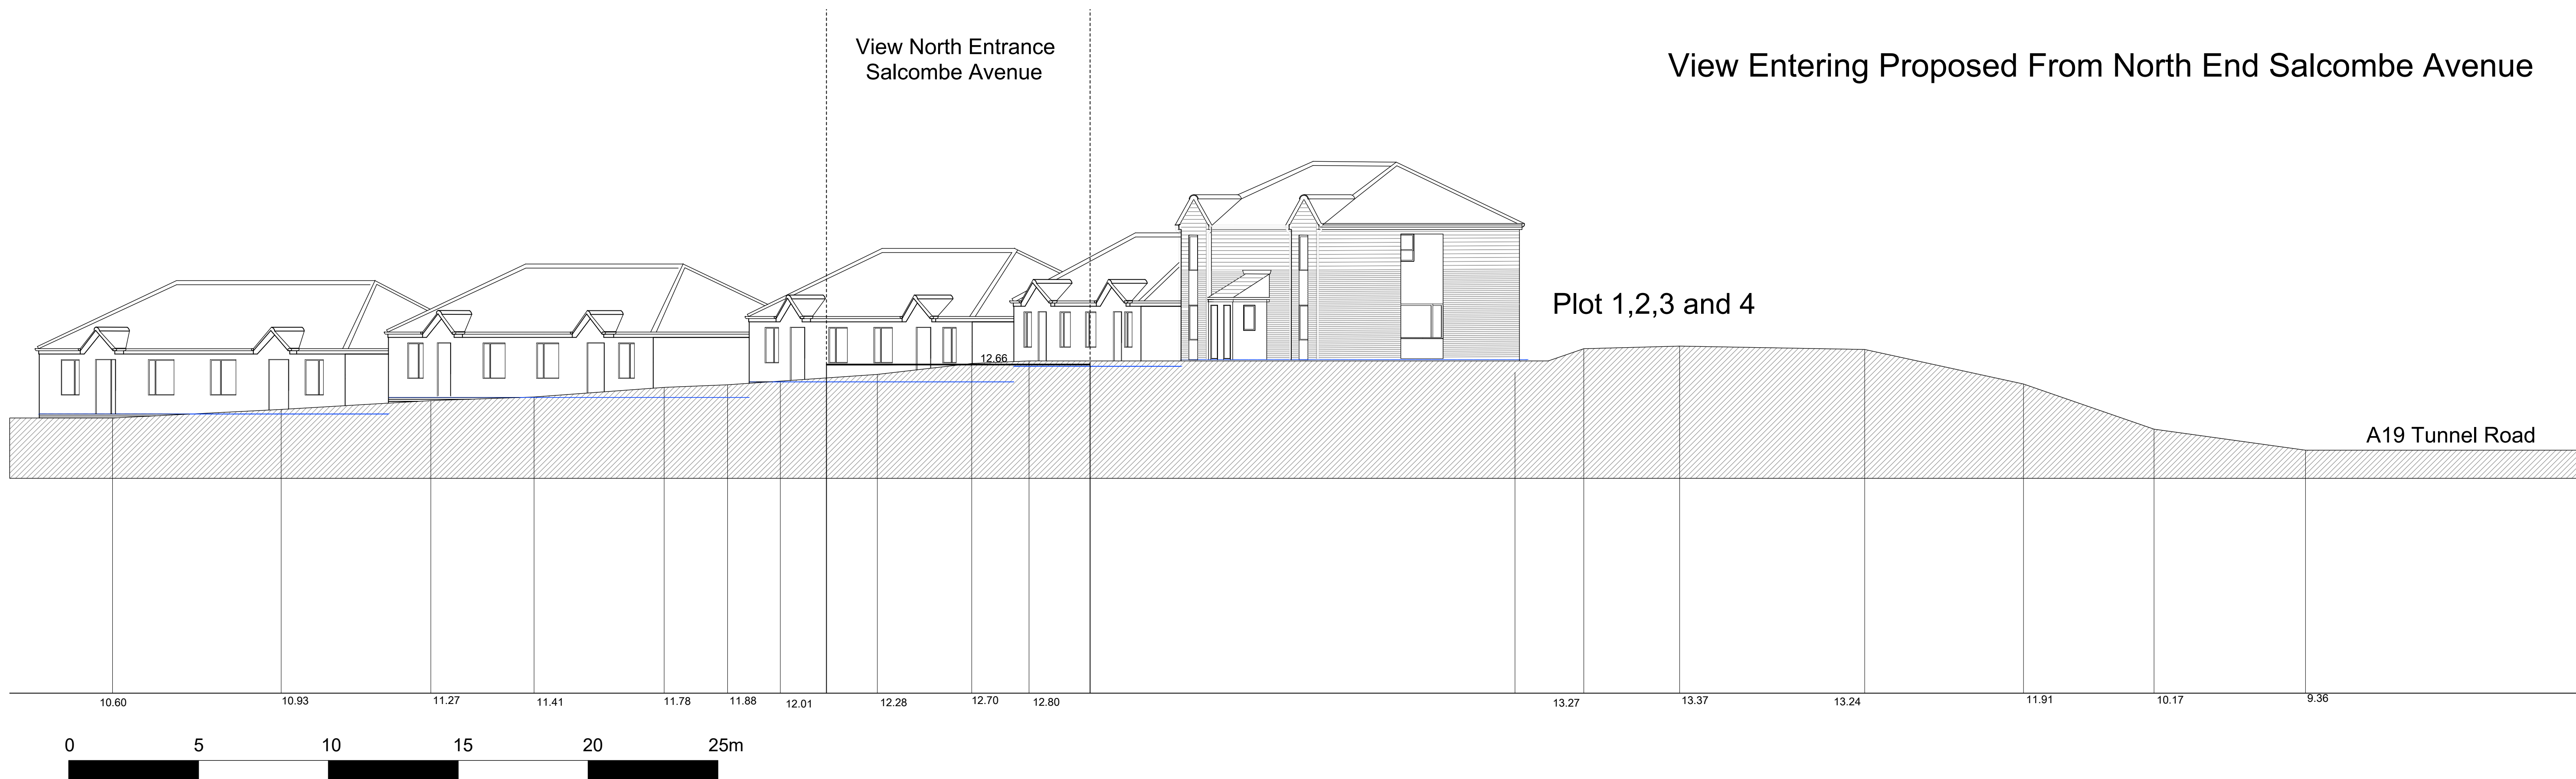 View North Entrance
Salcombe Avenue
View Entering Proposed From North End Salcombe Avenue
Plot 1,2,3 and 4
12.66
A19 Tunnel Road
10.60 10.93 11.27 11.41 11.78 11.88 12.01 12.28 12.70 12.80 13.27 13.37 13.24 11.91 10.17 9.36
0 5 10 15 20 25m